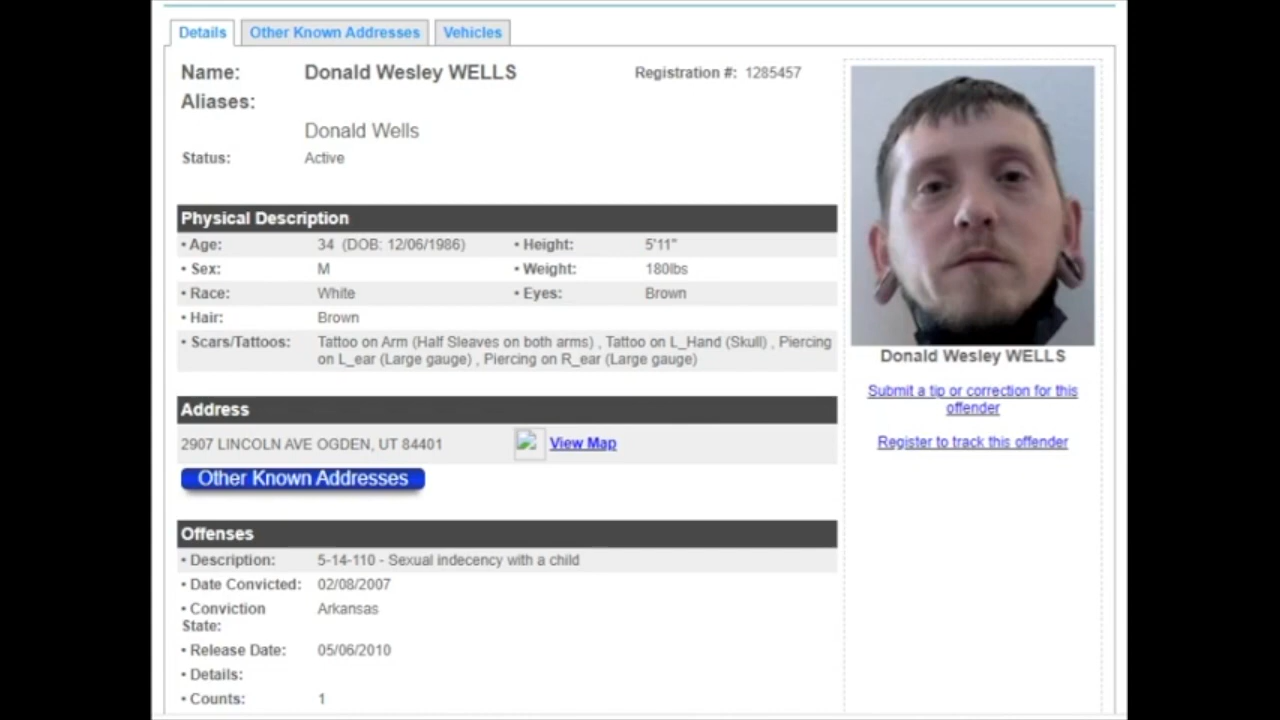 Details Other Known Addresses Vehicles
Name: Donald Wesley WELLS Registration #: 1285457
Aliases:
Donald Wells
Status: Active
Physical Description
• Age: 34 (DOB: 12/06/1986) • Height: 5'11"
• Sex: M • Weight: 180lbs
• Race: White • Eyes: Brown
• Hair: Brown
• Scars/Tattoos: Tattoo on Arm (Half Sleaves on both arms) , Tattoo on L_Hand (Skull) , Piercing
on L_ear (Large gauge) , Piercing on R_ear (Large gauge)
Address
2907 LINCOLN AVE OGDEN, UT 84401 View Map
Other Known Addresses
Offenses
• Description: 5-14-110 - Sexual indecency with a child
• Date Convicted: 02/08/2007
• Conviction Arkansas
State:
• Release Date: 05/06/2010
• Details:
• Counts: 1
Donald Wesley WELLS
Submit a tip or correction for this
offender
Register to track this offender